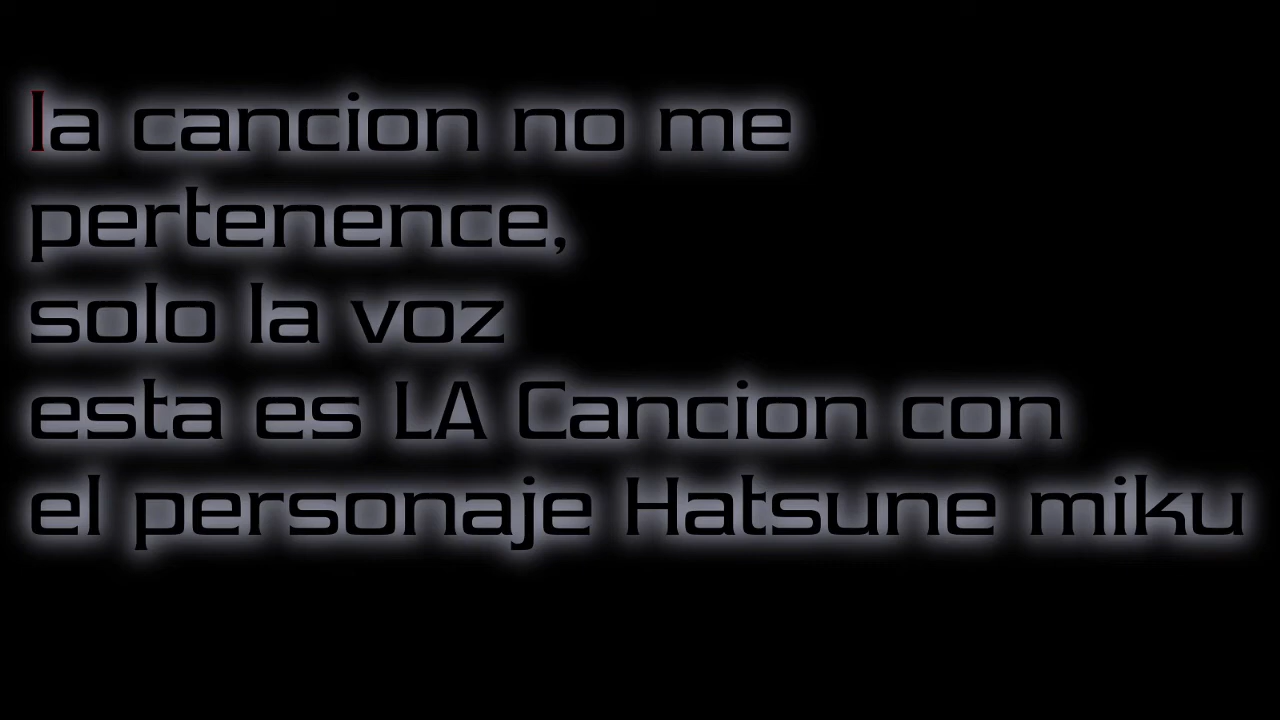 la cancion no me
pertenence,
solo la voz
esta es LA Cancion con
el personaje Hatsune miku